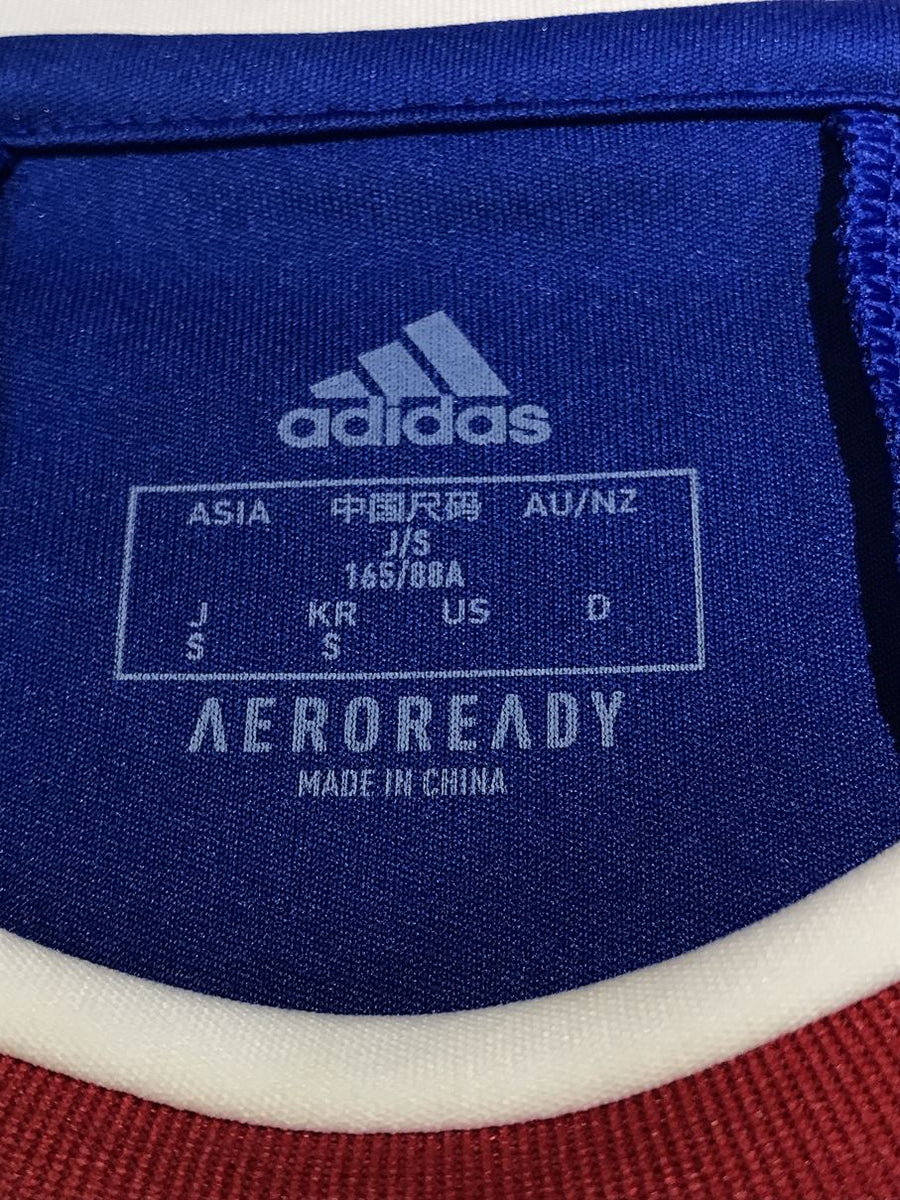 adidas
ASIA 中国尺码 AU/NZ
J/S
165/88A
J KR US D
S S
AEROREADY
MADE IN CHINA